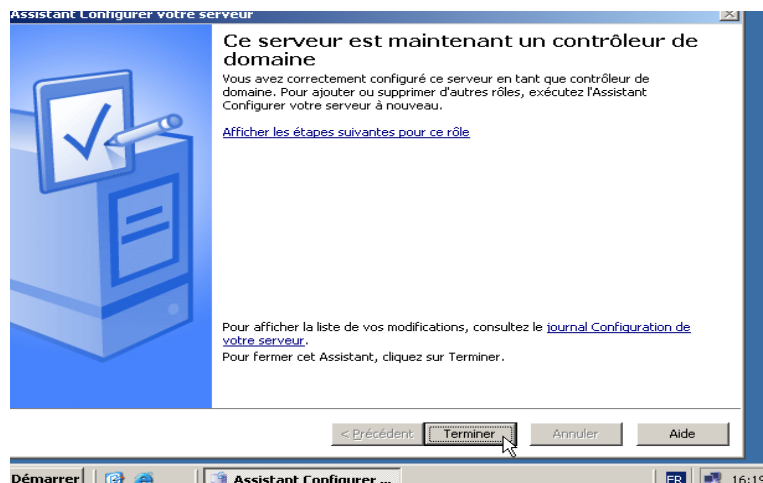 Assistant Configurer votre serveur
Ce serveur est maintenant un contrôleur de
domaine
Vous avez correctement configuré ce serveur en tant que contrôleur de
domaine. Pour ajouter ou supprimer d'autres rôles, exécutez l'Assistant
Configurer votre serveur à nouveau.
Afficher les étapes suivantes pour ce rôle
Pour afficher la liste de vos modifications, consultez le journal Configuration de
votre serveur.
Pour fermer cet Assistant, cliquez sur Terminer.
< Précédent
Terminer
Annuler
Aide
Démarrer
Assistant Configurer ...
FR
16:19